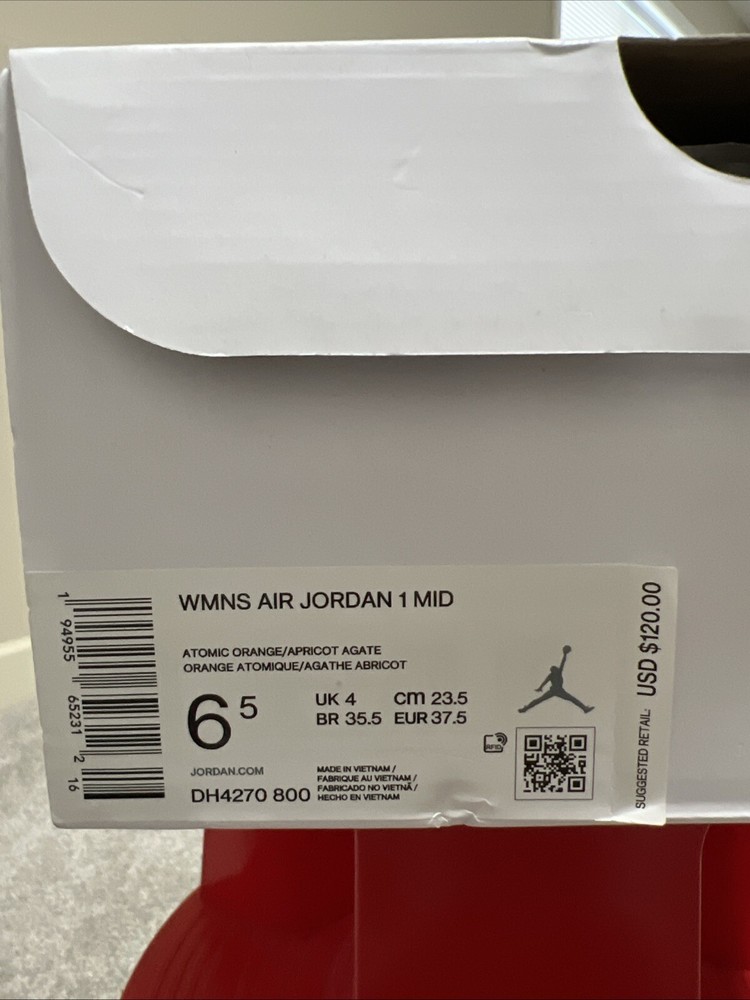 WMNS AIR JORDAN 1 MID
ATOMIC ORANGE/APRICOT AGATE
ORANGE ATOMIQUE/AGATHE ABRICOT
6 5
UK 4 cm 23.5
BR 35.5 EUR 37.5
JORDAN.COM
DH4270 800
MADE IN VIETNAM /
FABRIQUE AU VIETNAM /
FABRICADO NO VIETNÃ /
HECHO EN VIETNAM
RFID
1 94955 65231 2 16
SUGGESTED RETAIL: USD $120.00